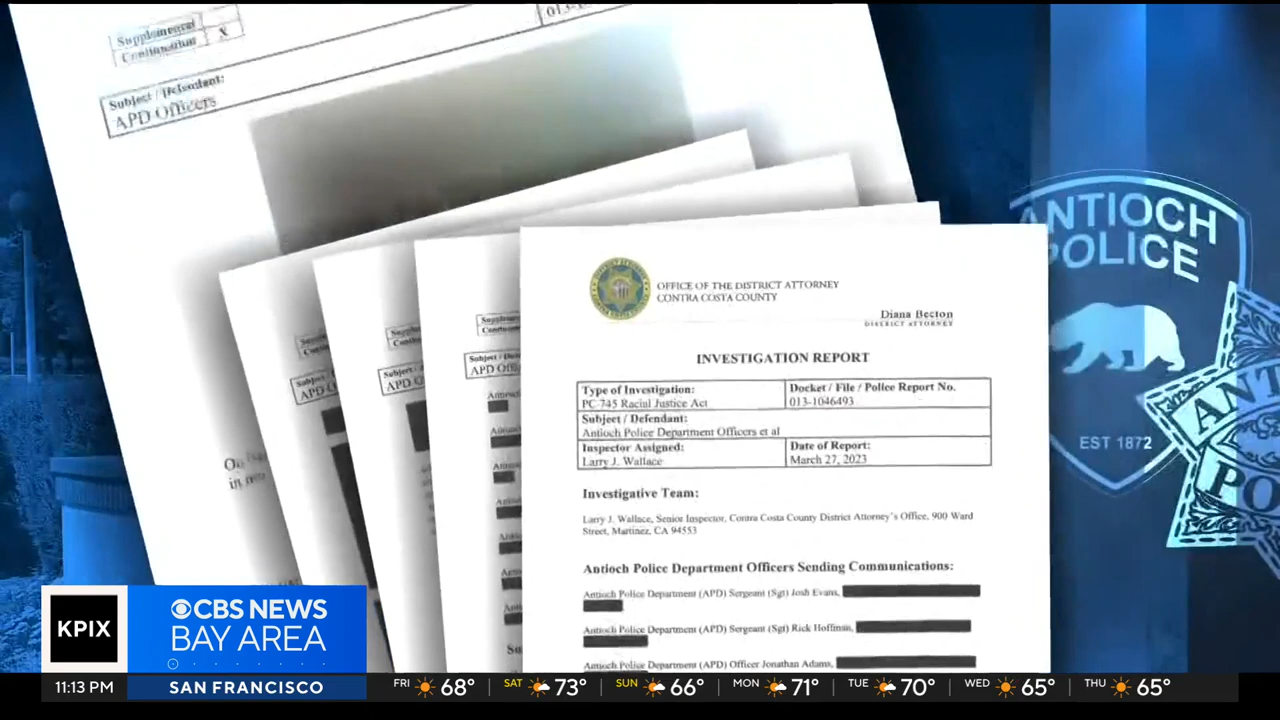 Supplemental
Continuation X
013-1
Subject / Defendant:
APD Officers
ANTIOCH
POLICE
EST 1872
ANT
PO
OFFICE OF THE DISTRICT ATTORNEY
CONTRA COSTA COUNTY
Diana Becton
DISTRICT ATTORNEY
INVESTIGATION REPORT
Type of Investigation:
PC 745 Racial Justice Act
Docket / File / Police Report No.
013-1046493
Subject / Defendant:
Antioch Police Department Officers et al
Inspector Assigned:
Larry J. Wallace
Date of Report:
March 27, 2023
Investigative Team:
Larry J. Wallace, Senior Inspector, Contra Costa County District Attorney's Office, 900 Ward
Street, Martinez, CA 94553
Antioch Police Department Officers Sending Communications:
Antioch Police Department (APD) Sergeant (Sgt) Josh Evans,
Antioch Police Department (APD) Sergeant (Sgt) Rick Hoffman,
Antioch Police Department (APD) Officer Jonathan Adams,
KPIX
CBS NEWS
BAY AREA
11:13 PM
SAN FRANCISCO
FRI 68° SAT 73° SUN 66° MON 71° TUE 70° WED 65° THU 65°